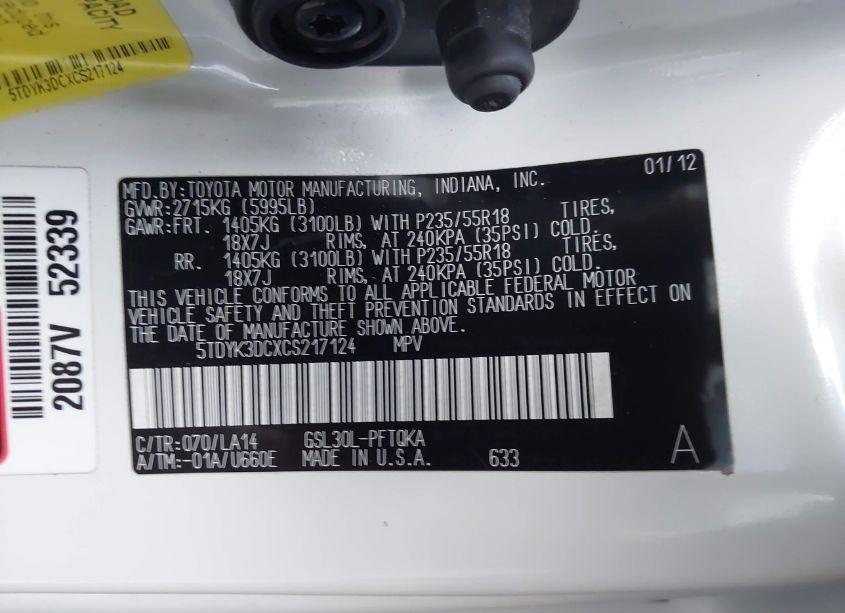 OAD
CAPACITY
5TDYK3DCXCS217124
2087V 52339
01/12
MFD.BY:TOYOTA MOTOR MANUFACTURING, INDIANA, INC.
GVWR:2715KG (5995LB)
GAWR:FRT. 1405KG (3100LB) WITH P235/55R18 TIRES,
18X7J RIMS, AT 240KPA (35PSI) COLD.
RR. 1405KG (3100LB) WITH P235/55R18 TIRES,
18X7J RIMS, AT 240KPA (35PSI) COLD.
THIS VEHICLE CONFORMS TO ALL APPLICABLE FEDERAL MOTOR
VEHICLE SAFETY AND THEFT PREVENTION STANDARDS IN EFFECT ON
THE DATE OF MANUFACTURE SHOWN ABOVE.
5TDYK3DCXCS217124 MPV
C/TR:070/LA14 GSL30L-PFTQKA
A/TM:-01A/U660E MADE IN U.S.A. 633 A